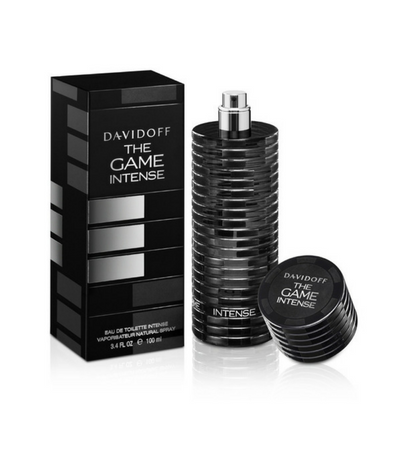 DAVIDOFF
THE
GAME
INTENSE
EAU DE TOILETTE INTENSE
VAPORISATEUR NATURAL SPRAY
3.4 FL OZ ℮ 100 ml
INTENSE
DAVIDOFF
THE
GAME
INTENSE